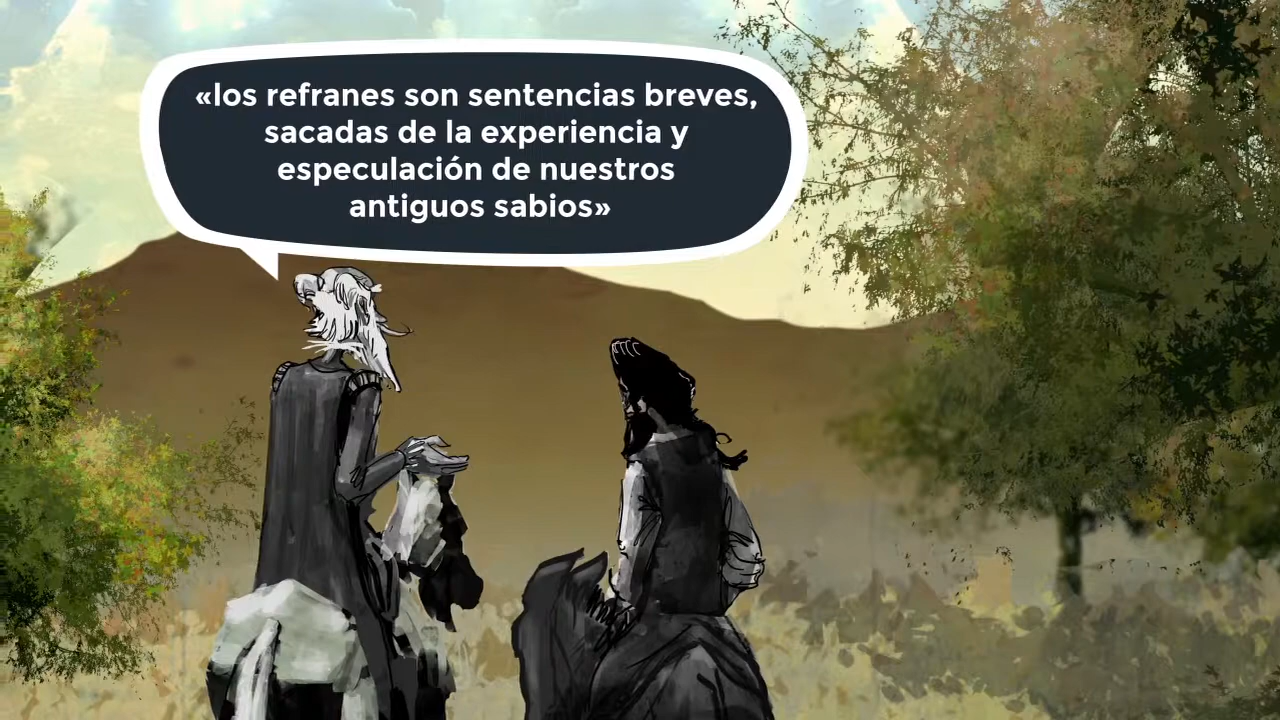 «los refranes son sentencias breves,
sacadas de la experiencia y
especulación de nuestros
antiguos sabios»